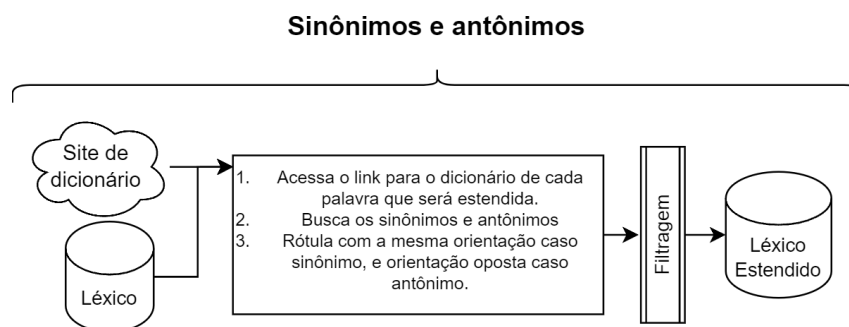 Sinônimos e antônimos
Site de
dicionário
Léxico
1. Acessa o link para o dicionário de cada
palavra que será estendida.
2. Busca os sinônimos e antônimos
3. Rótula com a mesma orientação caso
sinônimo, e orientação oposta caso
antônimo.
Filtragem
Léxico
Estendido